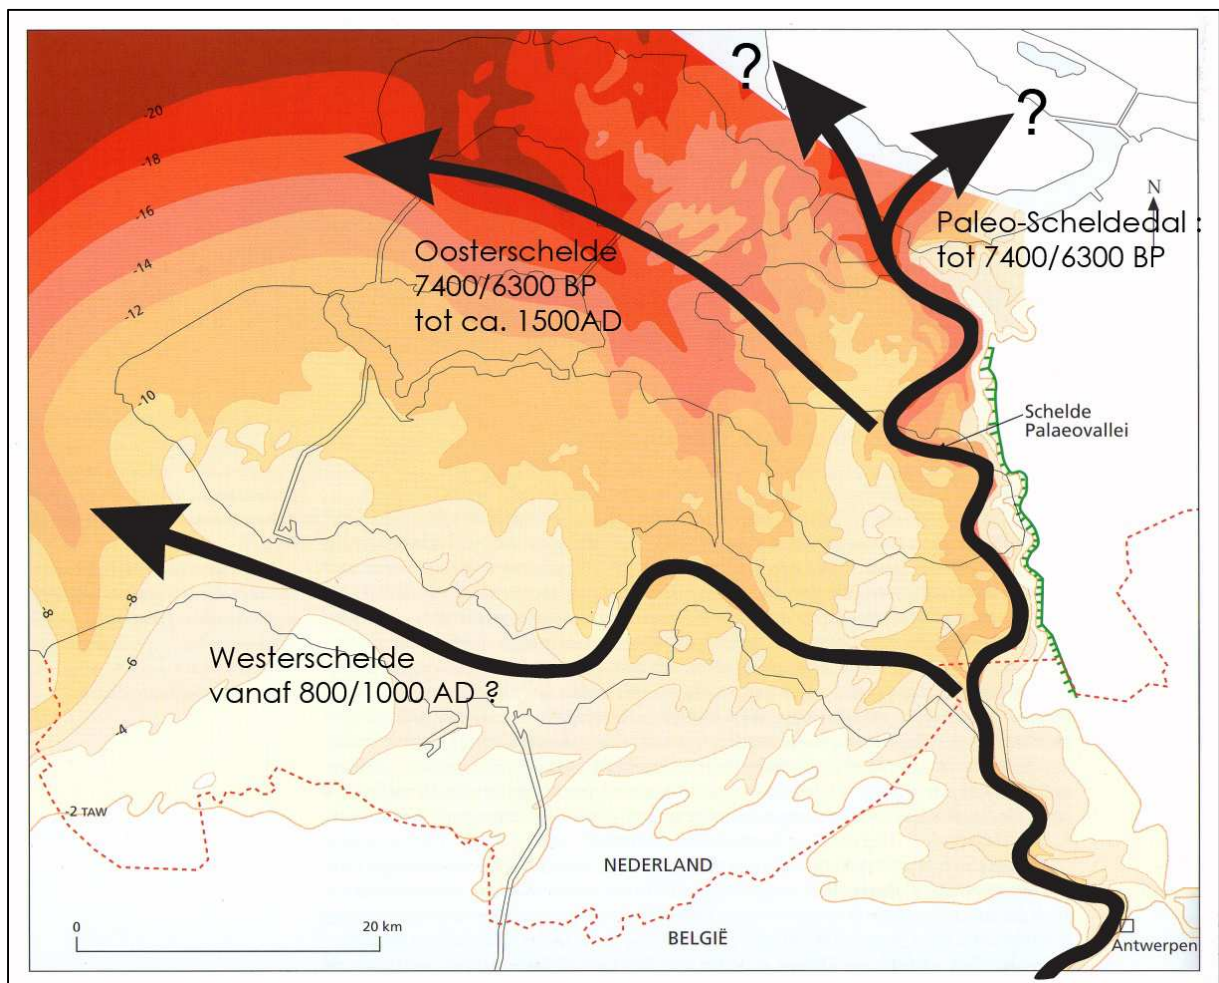 ?
?
-20
-18
-16
-14
-12
-10
-8
-8
-6
-4
-2 TAW
N
Paleo-Scheldedal :
tot 7400/6300 BP
Oosterschelde
7400/6300 BP
tot ca. 1500AD
Schelde
Palaeovallei
Westerschelde
vanaf 800/1000 AD ?
NEDERLAND
BELGIË
0
20 km
Antwerpen